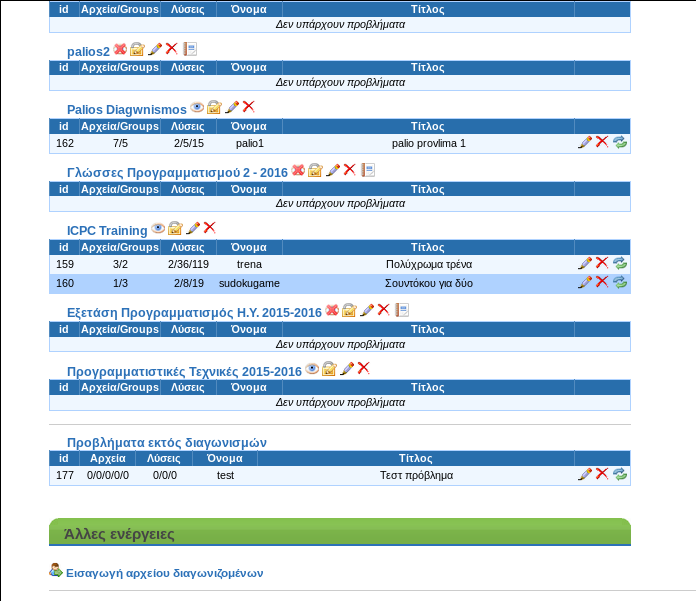 id Αρχεία/Groups Λύσεις Όνομα Τίτλος
Δεν υπάρχουν προβλήματα
palios2
id Αρχεία/Groups Λύσεις Όνομα Τίτλος
Δεν υπάρχουν προβλήματα
Palios Diagwnismos
id Αρχεία/Groups Λύσεις Όνομα Τίτλος
162 7/5 2/5/15 palio1 palio provlima 1
Γλώσσες Προγραμματισμού 2 - 2016
id Αρχεία/Groups Λύσεις Όνομα Τίτλος
Δεν υπάρχουν προβλήματα
ICPC Training
id Αρχεία/Groups Λύσεις Όνομα Τίτλος
159 3/2 2/36/119 trena Πολύχρωμα τρένα
160 1/3 2/8/19 sudokugame Σουντόκου για δύο
Εξετάση Προγραμματισμός Η.Υ. 2015-2016
id Αρχεία/Groups Λύσεις Όνομα Τίτλος
Δεν υπάρχουν προβλήματα
Προγραμματιστικές Τεχνικές 2015-2016
id Αρχεία/Groups Λύσεις Όνομα Τίτλος
Δεν υπάρχουν προβλήματα
Προβλήματα εκτός διαγωνισμών
id Αρχεία Λύσεις Όνομα Τίτλος
177 0/0/0/0/0 0/0/0 test Τεστ πρόβλημα
Άλλες ενέργειες
Εισαγωγή αρχείου διαγωνιζομένων